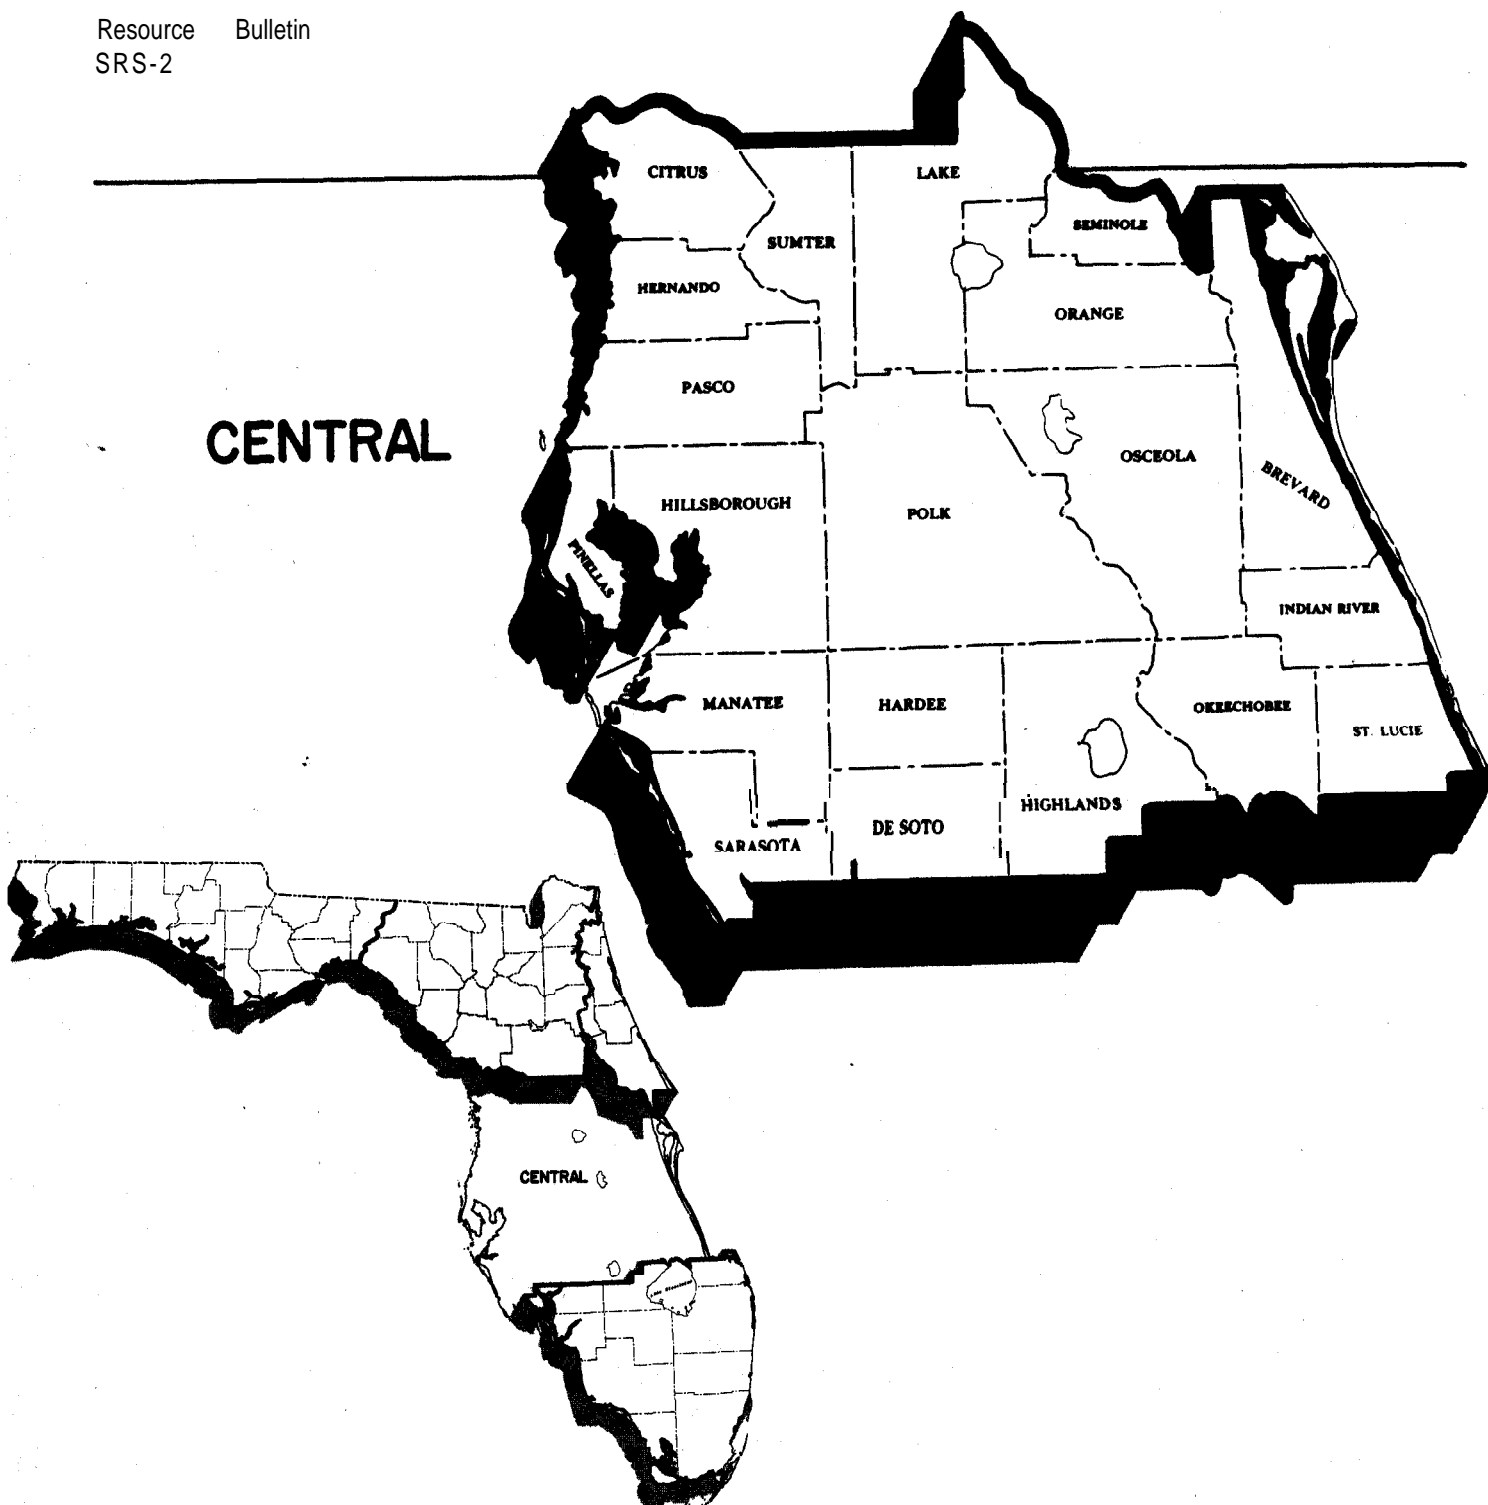 Resource Bulletin
SRS-2
CITRUS
LAKE
SEMINOLE
SUMTER
HERNANDO
ORANGE
PASCO
CENTRAL
OSCEOLA
BREVARD
HILLSBOROUGH
POLK
PINELLAS
INDIAN RIVER
MANATEE
HARDEE
OKEECHOBEE
ST. LUCIE
HIGHLANDS
DE SOTO
SARASOTA
CENTRAL